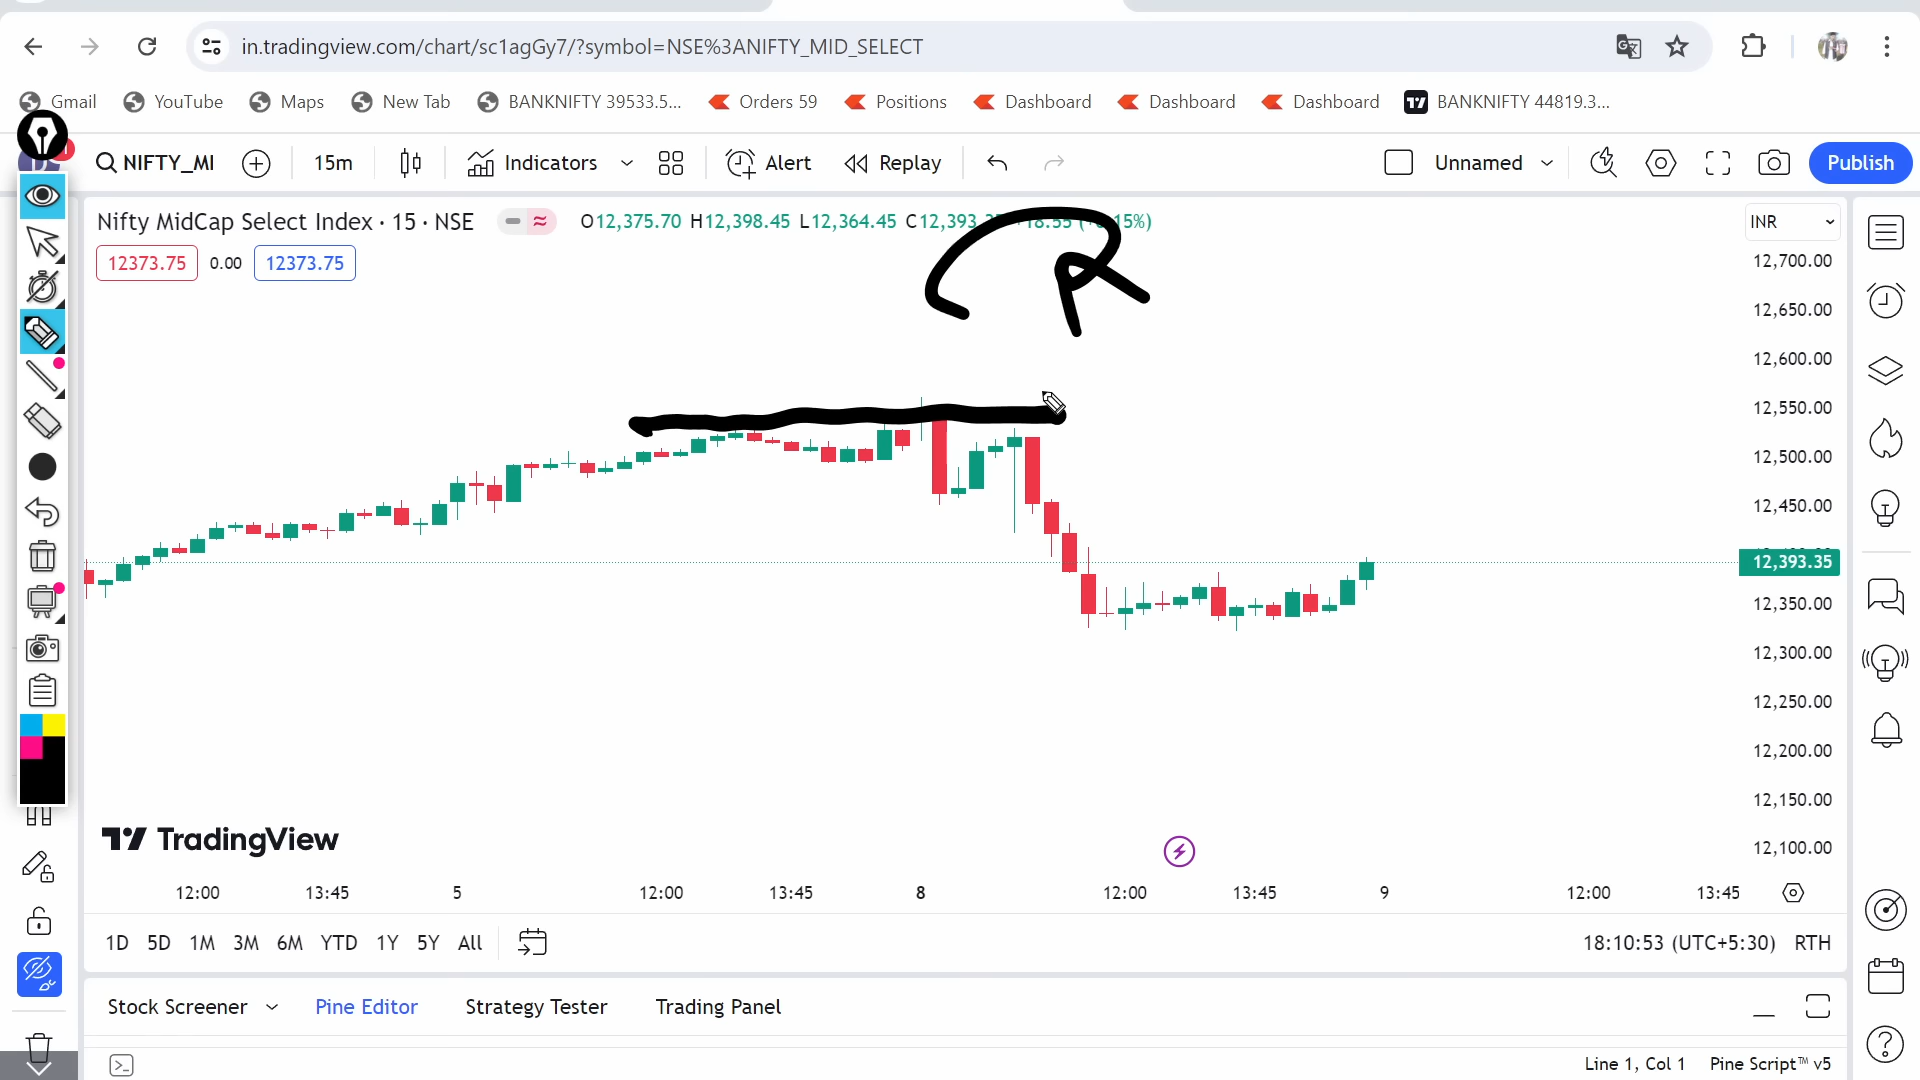 in.tradingview.com/chart/sc1agGy7/?symbol=NSE%3ANIFTY_MID_SELECT
Gmail YouTube Maps New Tab BANKNIFTY 39533.5... Orders 59 Positions Dashboard Dashboard Dashboard BANKNIFTY 44819.3...
NIFTY_MI 15m Indicators Alert Replay Unnamed Publish
Nifty MidCap Select Index · 15 · NSE O12,375.70 H12,398.45 L12,364.45 C12,393. INR
12373.75 0.00 12373.75
R
12,700.00
12,650.00
12,600.00
12,550.00
12,500.00
12,450.00
12,393.35
12,350.00
12,300.00
12,250.00
12,200.00
12,150.00
12,100.00
TradingView
12:00 13:45 5 12:00 13:45 8 12:00 13:45 9 12:00 13:45
1D 5D 1M 3M 6M YTD 1Y 5Y All 18:10:53 (UTC+5:30) RTH
Stock Screener Pine Editor Strategy Tester Trading Panel
Line 1, Col 1 Pine Script™ v5